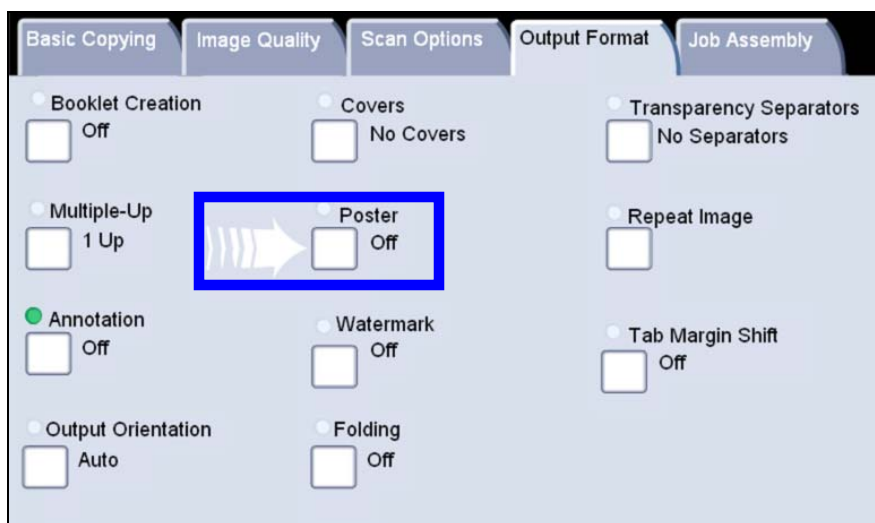 Basic Copying
Image Quality
Scan Options
Output Format
Job Assembly
Booklet Creation
Off
Covers
No Covers
Transparency Separators
No Separators
Multiple-Up
1 Up
Poster
Off
Repeat Image
Annotation
Off
Watermark
Off
Tab Margin Shift
Off
Output Orientation
Auto
Folding
Off